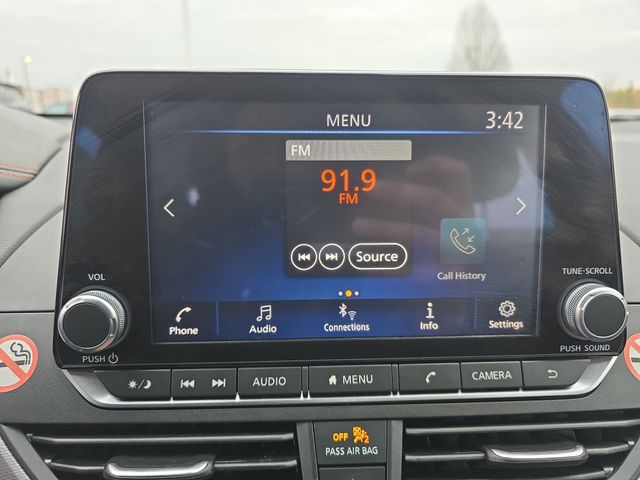 MENU 3:42
FM
91.9
FM
Source
Call History
Phone Audio Connections Info Settings
VOL
PUSH
TUNE·SCROLL
PUSH SOUND
AUDIO MENU CAMERA
OFF 2
PASS AIR BAG